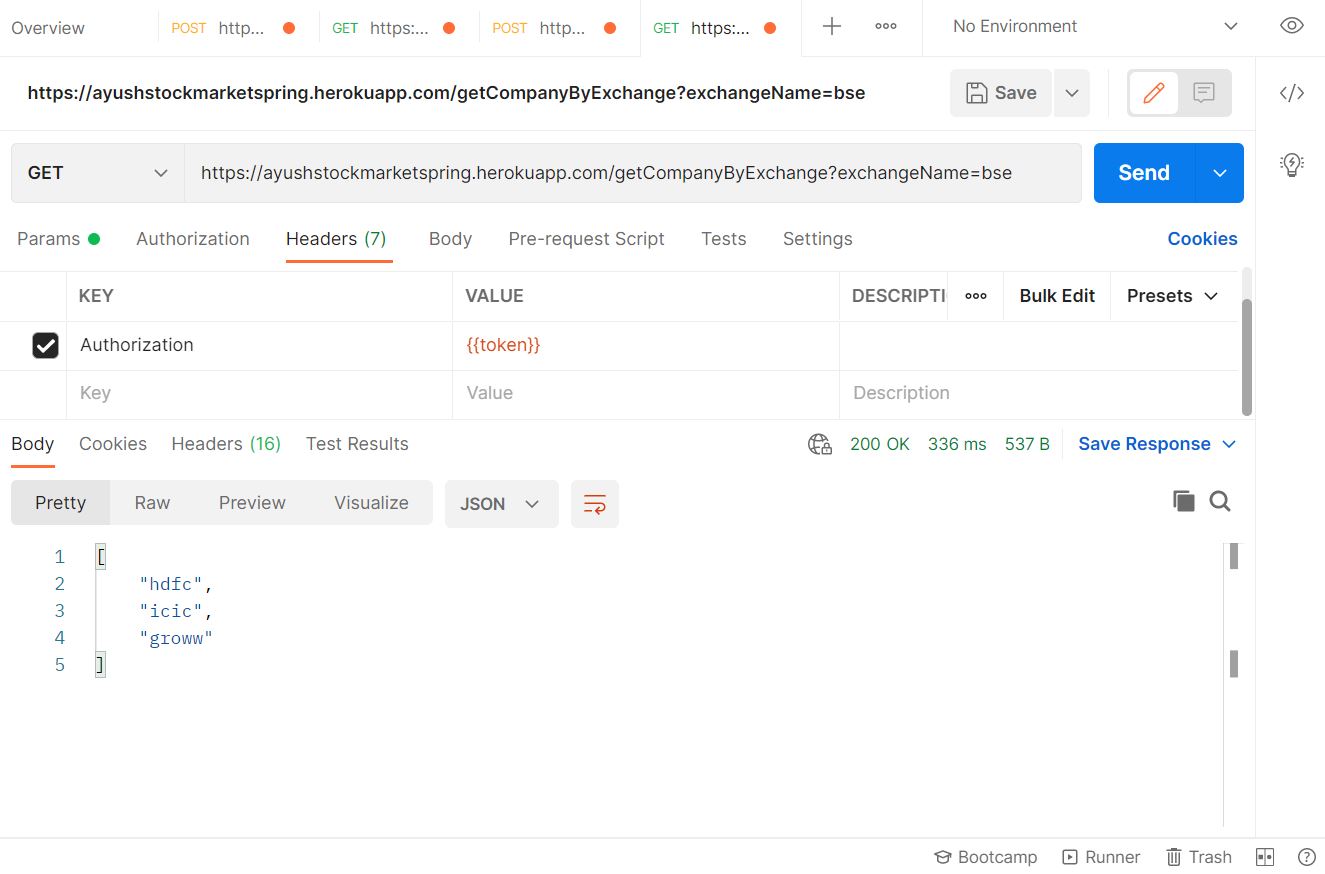 Overview POST http... GET https:... POST http... GET https:... No Environment
https://ayushstockmarketspring.herokuapp.com/getCompanyByExchange?exchangeName=bse Save
GET https://ayushstockmarketspring.herokuapp.com/getCompanyByExchange?exchangeName=bse Send
Params Authorization Headers (7) Body Pre-request Script Tests Settings Cookies
KEY VALUE DESCRIPTI Bulk Edit Presets
Authorization {{token}}
Key Value Description
Body Cookies Headers (16) Test Results 200 OK 336 ms 537 B Save Response
Pretty Raw Preview Visualize JSON
1 [
2 "hdfc",
3 "icic",
4 "groww"
5 ]
Bootcamp Runner Trash